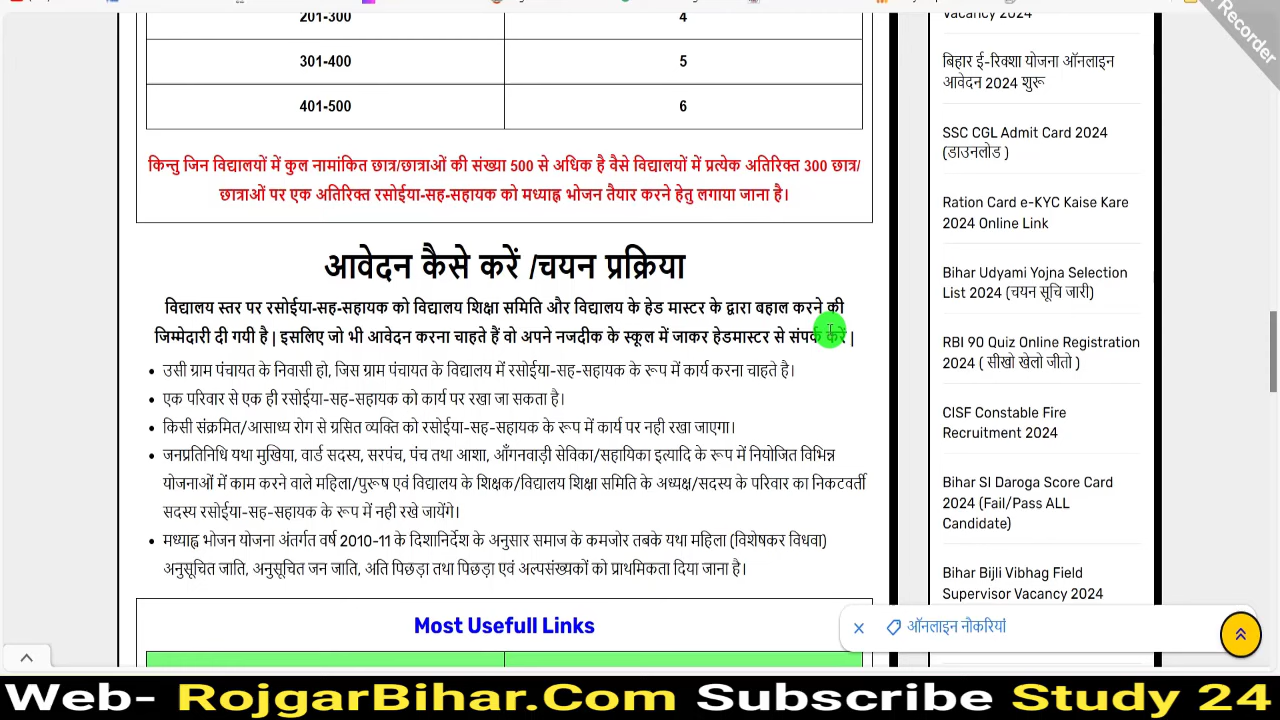 201-300 4
301-400 5
401-500 6
किन्तु जिन विद्यालयों में कुल नामांकित छात्र/छात्राओं की संख्या 500 से अधिक है वैसे विद्यालयों में प्रत्येक अतिरिक्त 300 छात्र/
छात्राओं पर एक अतिरिक्त रसोईया-सह-सहायक को मध्याह्न भोजन तैयार करने हेतु लगाया जाना है।
आवेदन कैसे करें /चयन प्रक्रिया
विद्यालय स्तर पर रसोईया-सह-सहायक को विद्यालय शिक्षा समिति और विद्यालय के हेड मास्टर के द्वारा बहाल करने की
जिम्मेदारी दी गयी है | इसलिए जो भी आवेदन करना चाहते हैं वो अपने नजदीक के स्कूल में जाकर हेडमास्टर से संपर्क करें |
• उसी ग्राम पंचायत के निवासी हो, जिस ग्राम पंचायत के विद्यालय में रसोईया-सह-सहायक के रूप में कार्य करना चाहते है।
• एक परिवार से एक ही रसोईया-सह-सहायक को कार्य पर रखा जा सकता है।
• किसी संक्रमित/आसाध्य रोग से ग्रसित व्यक्ति को रसोईया-सह-सहायक के रूप में कार्य पर नही रखा जाएगा।
• जनप्रतिनिधि यथा मुखिया, वार्ड सदस्य, सरपंच, पंच तथा आशा, आँगनवाड़ी सेविका/सहायिका इत्यादि के रूप में नियोजित विभिन्न
योजनाओं में काम करने वाले महिला/पुरूष एवं विद्यालय के शिक्षक/विद्यालय शिक्षा समिति के अध्यक्ष/सदस्य के परिवार का निकटवर्ती
सदस्य रसोईया-सह-सहायक के रूप में नही रखे जायेंगे।
• मध्याह्न भोजन योजना अंतर्गत वर्ष 2010-11 के दिशानिर्देश के अनुसार समाज के कमजोर तबके यथा महिला (विशेषकर विधवा)
अनुसूचित जाति, अनुसूचित जन जाति, अति पिछड़ा तथा पिछड़ा एवं अल्पसंख्यकों को प्राथमिकता दिया जाना है।
Most Usefull Links
Vacancy 2024
बिहार ई-रिक्शा योजना ऑनलाइन
आवेदन 2024 शुरू
SSC CGL Admit Card 2024
(डाउनलोड )
Ration Card e-KYC Kaise Kare
2024 Online Link
Bihar Udyami Yojna Selection
List 2024 (चयन सूचि जारी)
RBI 90 Quiz Online Registration
2024 ( सीखो खेलो जीतो )
CISF Constable Fire
Recruitment 2024
Bihar SI Daroga Score Card
2024 (Fail/Pass ALL
Candidate)
Bihar Bijli Vibhag Field
Supervisor Vacancy 2024
ऑनलाइन नौकरियां
Recorder
Web- RojgarBihar.Com Subscribe Study 24